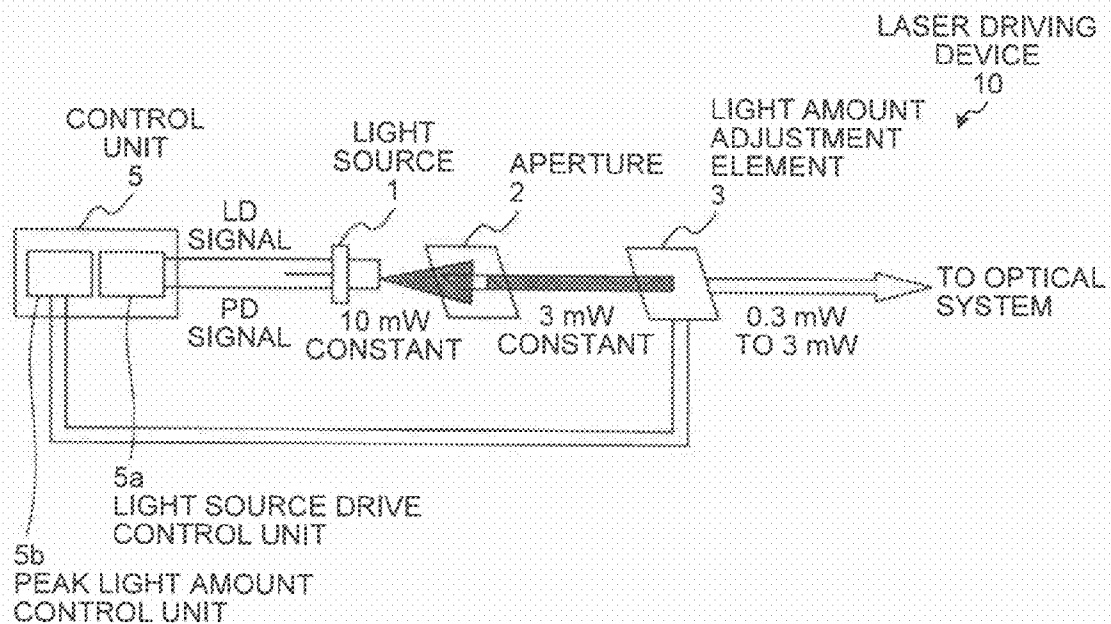 LASER DRIVING
DEVICE
10
LIGHT AMOUNT
ADJUSTMENT
ELEMENT
3
APERTURE
2
LIGHT
SOURCE
1
CONTROL
UNIT
5
LD
SIGNAL
PD
SIGNAL
10 mW
CONSTANT
3 mW
CONSTANT
0.3 mW
TO 3 mW
TO OPTICAL
SYSTEM
5a
LIGHT SOURCE DRIVE
CONTROL UNIT
5b
PEAK LIGHT AMOUNT
CONTROL UNIT